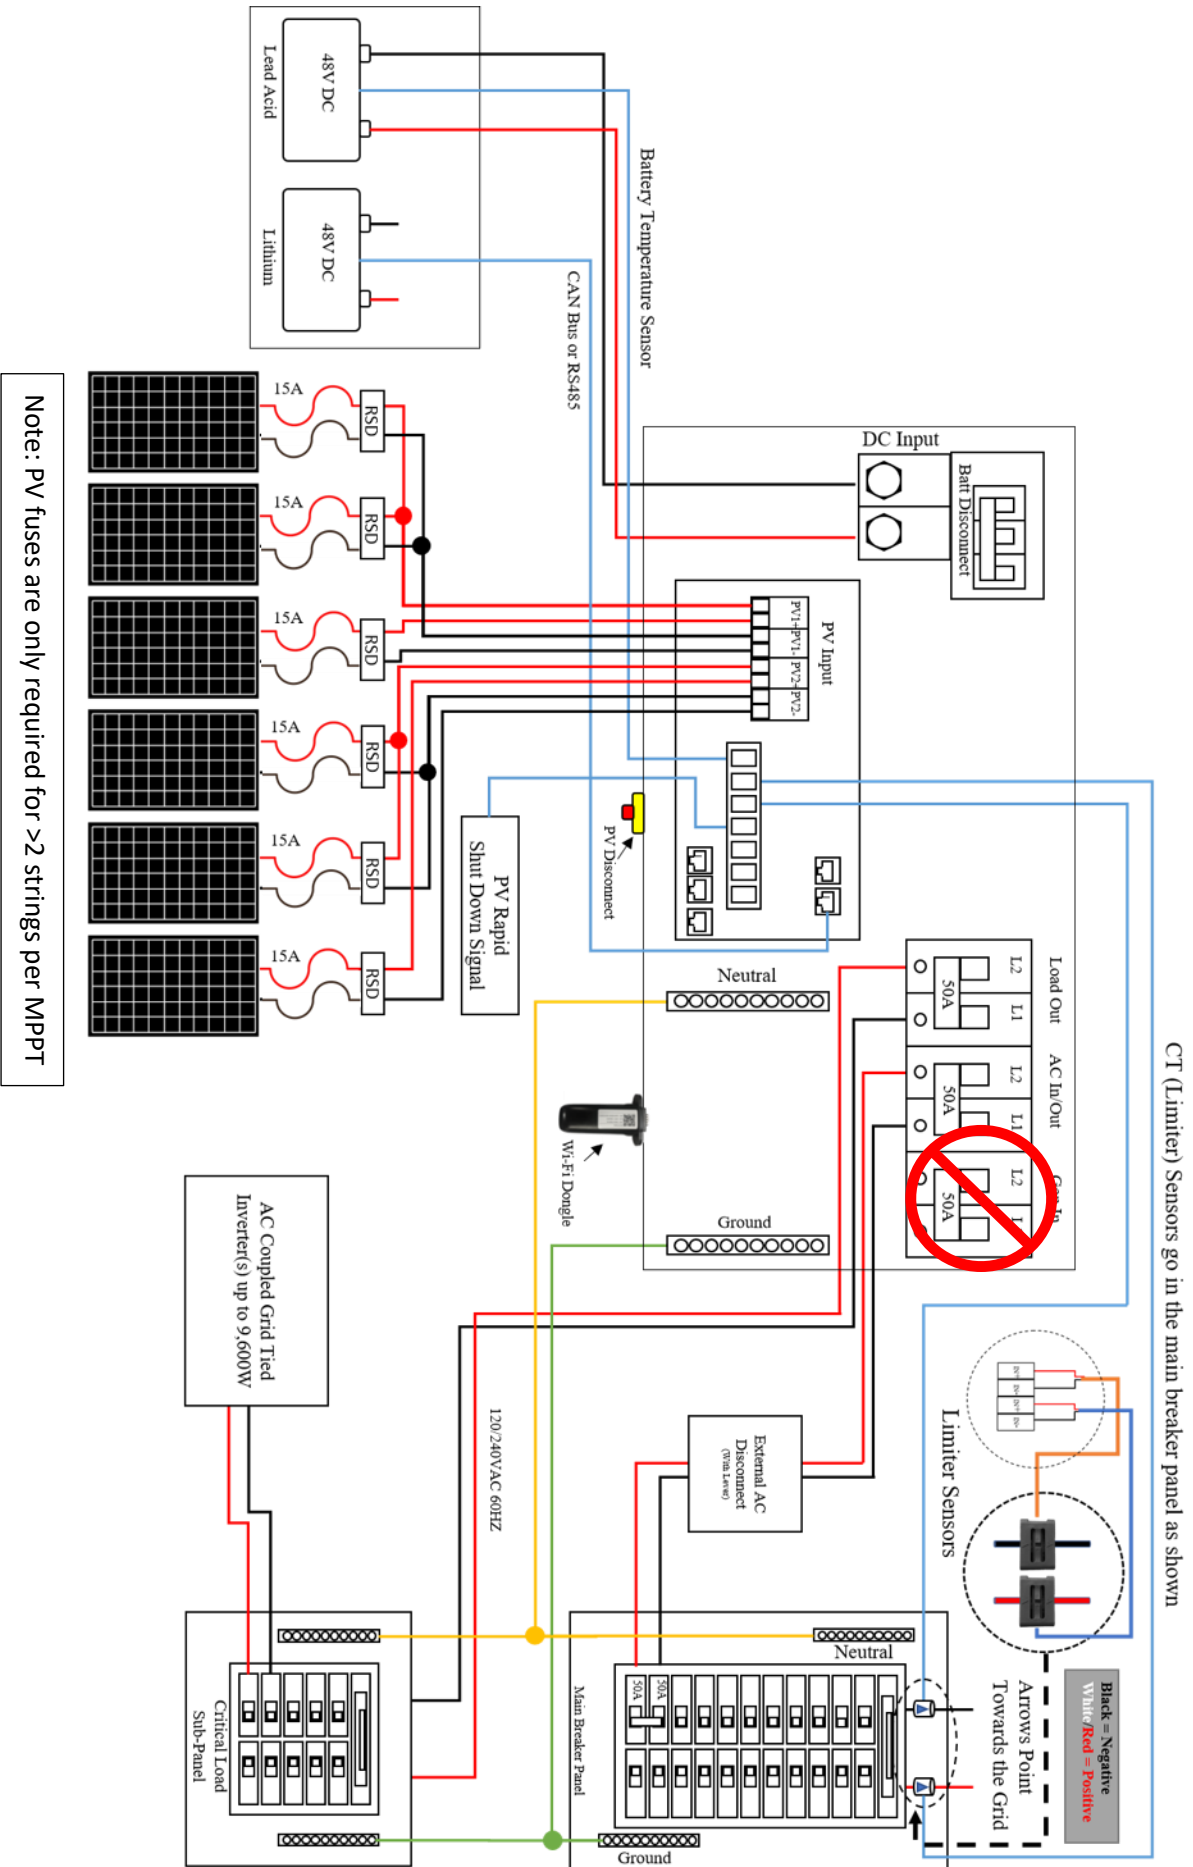 CT (Limiter) Sensors go in the main breaker panel as shown
48V DC
Lead Acid
48V DC
Lithium
Battery Temperature Sensor
CAN Bus or RS485
DC Input
Batt Disconnect
PV Input
PV1+
PV1-
PV2+
PV2-
PV Disconnect
PV Rapid
Shut Down Signal
15A
RSD
15A
RSD
15A
RSD
15A
RSD
15A
RSD
15A
RSD
Note: PV fuses are only required for >2 strings per MPPT
Load Out
L2
L1
50A
AC In/Out
L2
L1
50A
L2
50A
Neutral
Ground
Wi-Fi Dongle
AC Coupled Grid Tied
Inverter(s) up to 9,600W
120/240VAC 60HZ
External AC
Disconnect
(With Lever)
IN+
IN-
IN+
IN-
Limiter Sensors
Black = Negative
White/Red = Positive
Arrows Point
Towards the Grid
Neutral
50A
50A
Main Breaker Panel
Ground
Critical Load
Sub-Panel